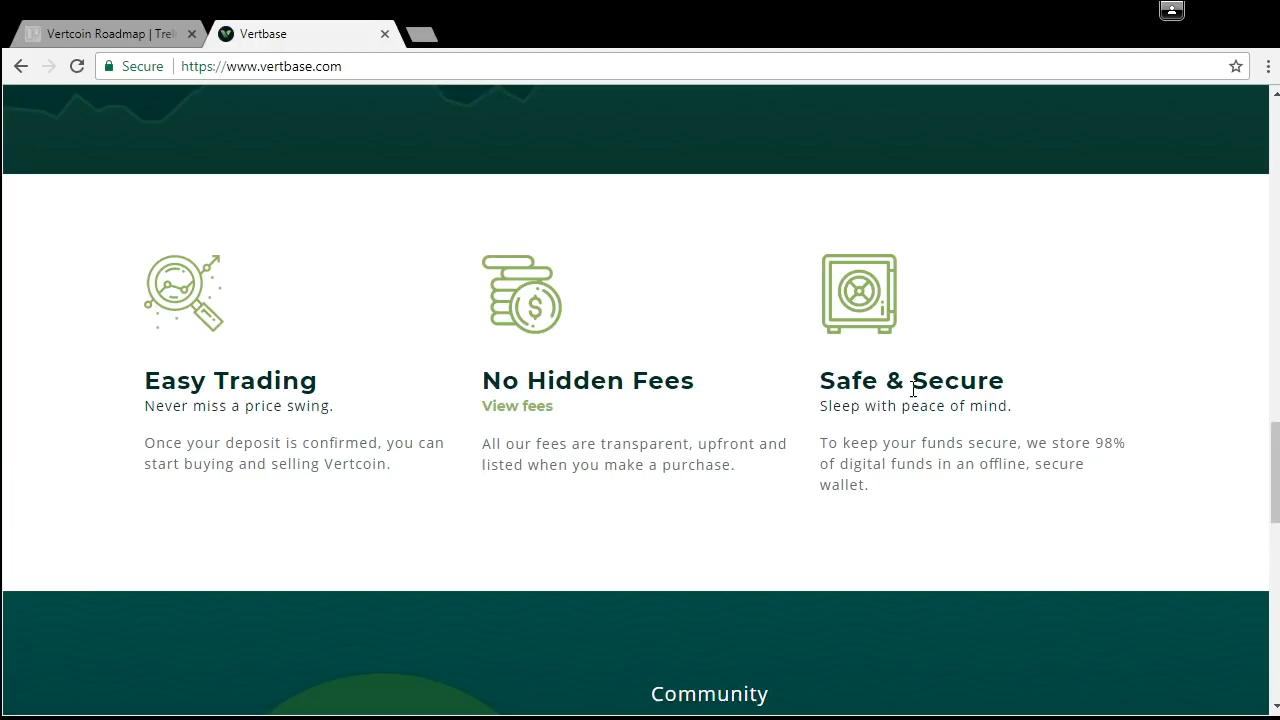 Vertcoin Roadmap | Trel
Vertbase
Secure
https://www.vertbase.com
Easy Trading
Never miss a price swing.
Once your deposit is confirmed, you can
start buying and selling Vertcoin.
No Hidden Fees
View fees
All our fees are transparent, upfront and
listed when you make a purchase.
Safe & Secure
Sleep with peace of mind.
To keep your funds secure, we store 98%
of digital funds in an offline, secure
wallet.
Community